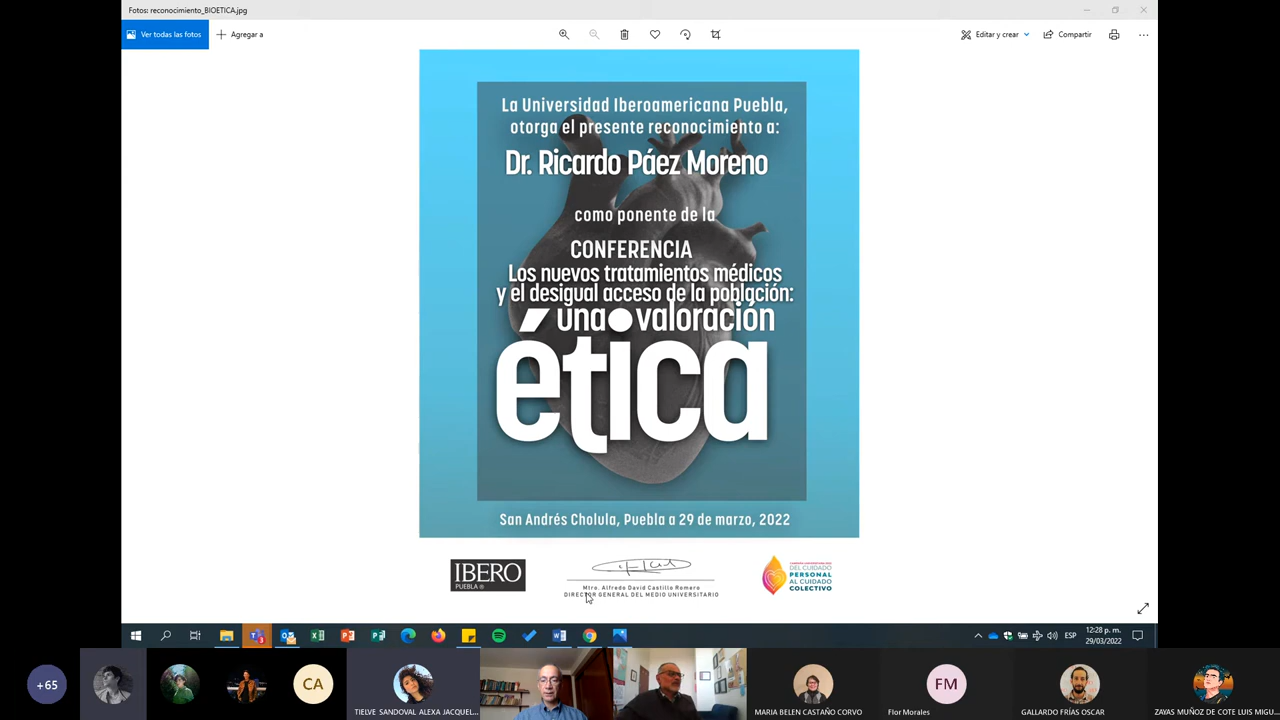 Fotos: reconocimiento_BIOETICA.jpg
Ver todas las fotos
Agregar a
Editar y crear
Compartir
La Universidad Iberoamericana Puebla,
otorga el presente reconocimiento a:
Dr. Ricardo Páez Moreno
como ponente de la
CONFERENCIA
Los nuevos tratamientos médicos
y el desigual acceso de la población:
una valoración
ética
San Andrés Cholula, Puebla a 29 de marzo, 2022
IBERO
PUEBLA ®
Mtro. Alfredo David Castillo Romero
DIRECTOR GENERAL DEL MEDIO UNIVERSITARIO
DEL CUIDADO
PERSONAL
AL CUIDADO
COLECTIVO
ESP
12:28 p. m.
29/03/2022
+65
CA
TIELVE SANDOVAL ALEXA JACQUEL...
MARIA BELEN CASTAÑO CORVO
FM
Flor Morales
GALLARDO FRÍAS OSCAR
ZAYAS MUÑOZ DE COTE LUIS MIGU...